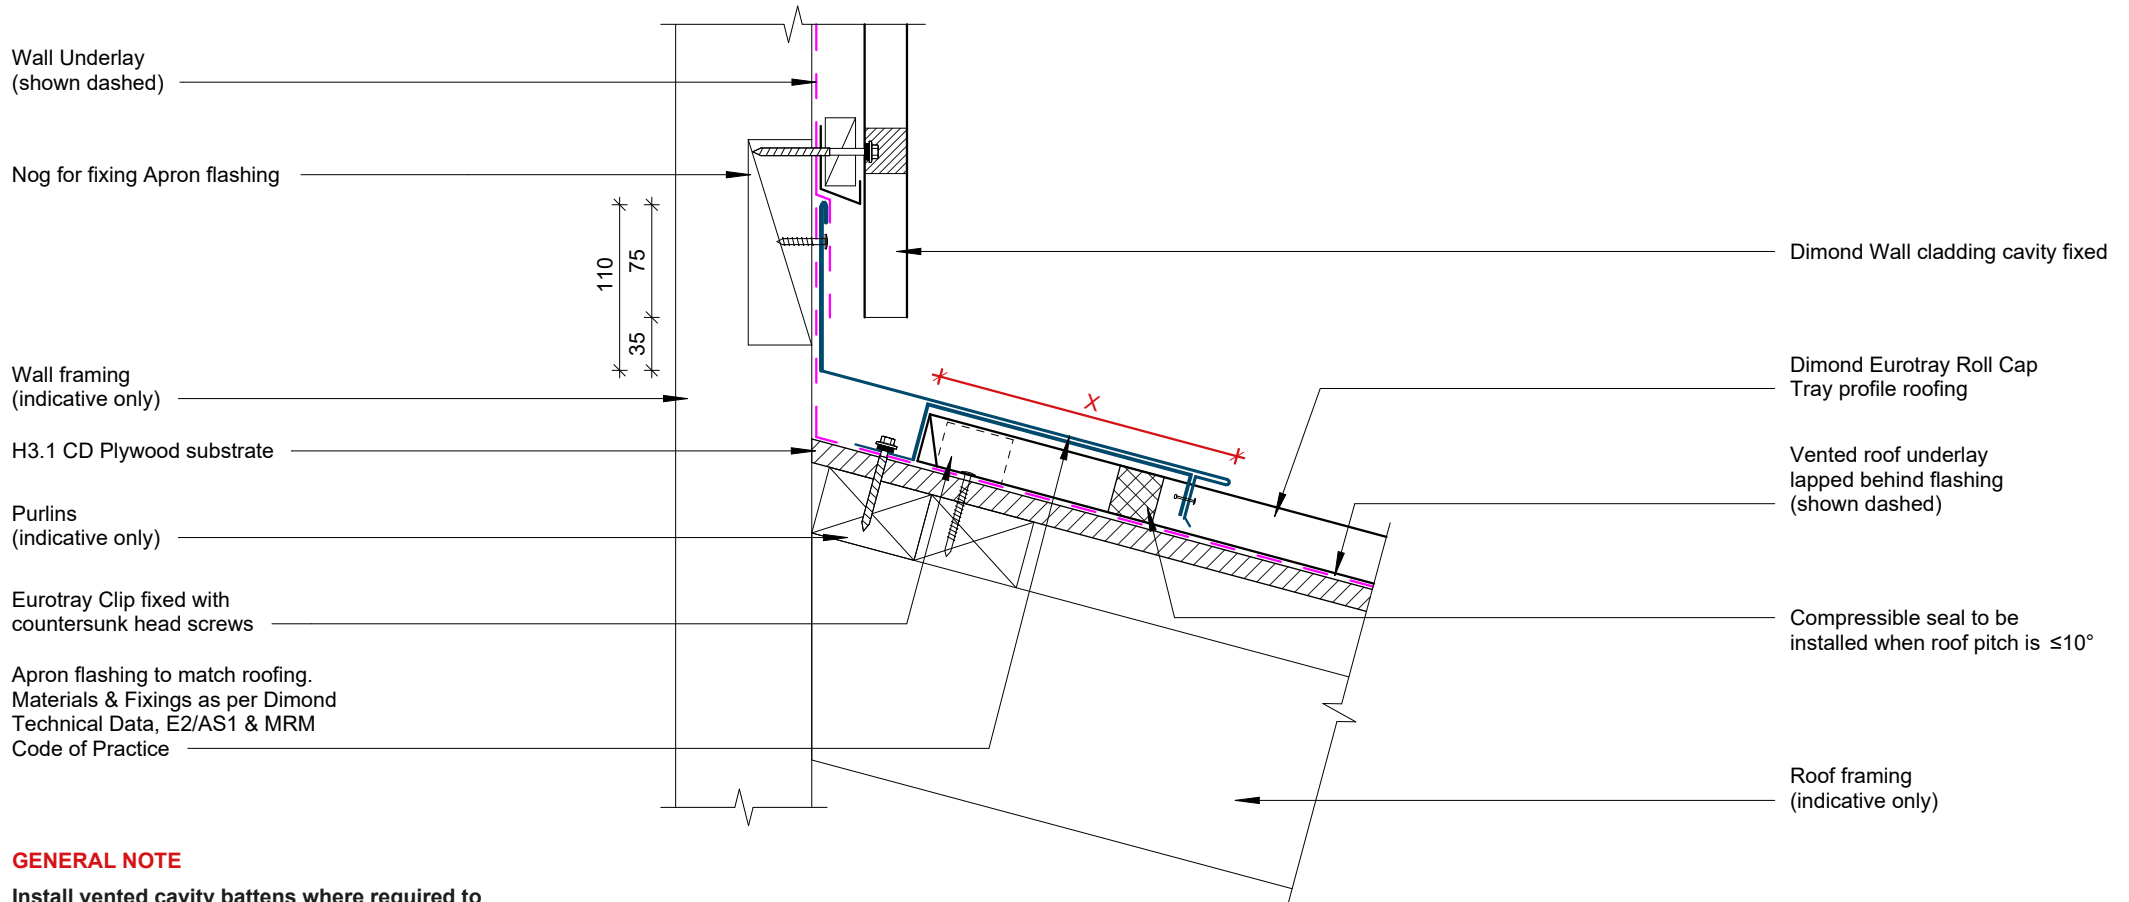 Wall Underlay
(shown dashed)
Nog for fixing Apron flashing
110
75
35
Wall framing
(indicative only)
H3.1 CD Plywood substrate
Purlins
(indicative only)
Eurotray Clip fixed with
countersunk head screws
Apron flashing to match roofing.
Materials & Fixings as per Dimond
Technical Data, E2/AS1 & MRM
Code of Practice
X
Dimond Wall cladding cavity fixed
Dimond Eurotray Roll Cap
Tray profile roofing
Vented roof underlay
lapped behind flashing
(shown dashed)
Compressible seal to be
installed when roof pitch is ≤10°
Roof framing
(indicative only)
GENERAL NOTE
Install vented cavity battens where required to